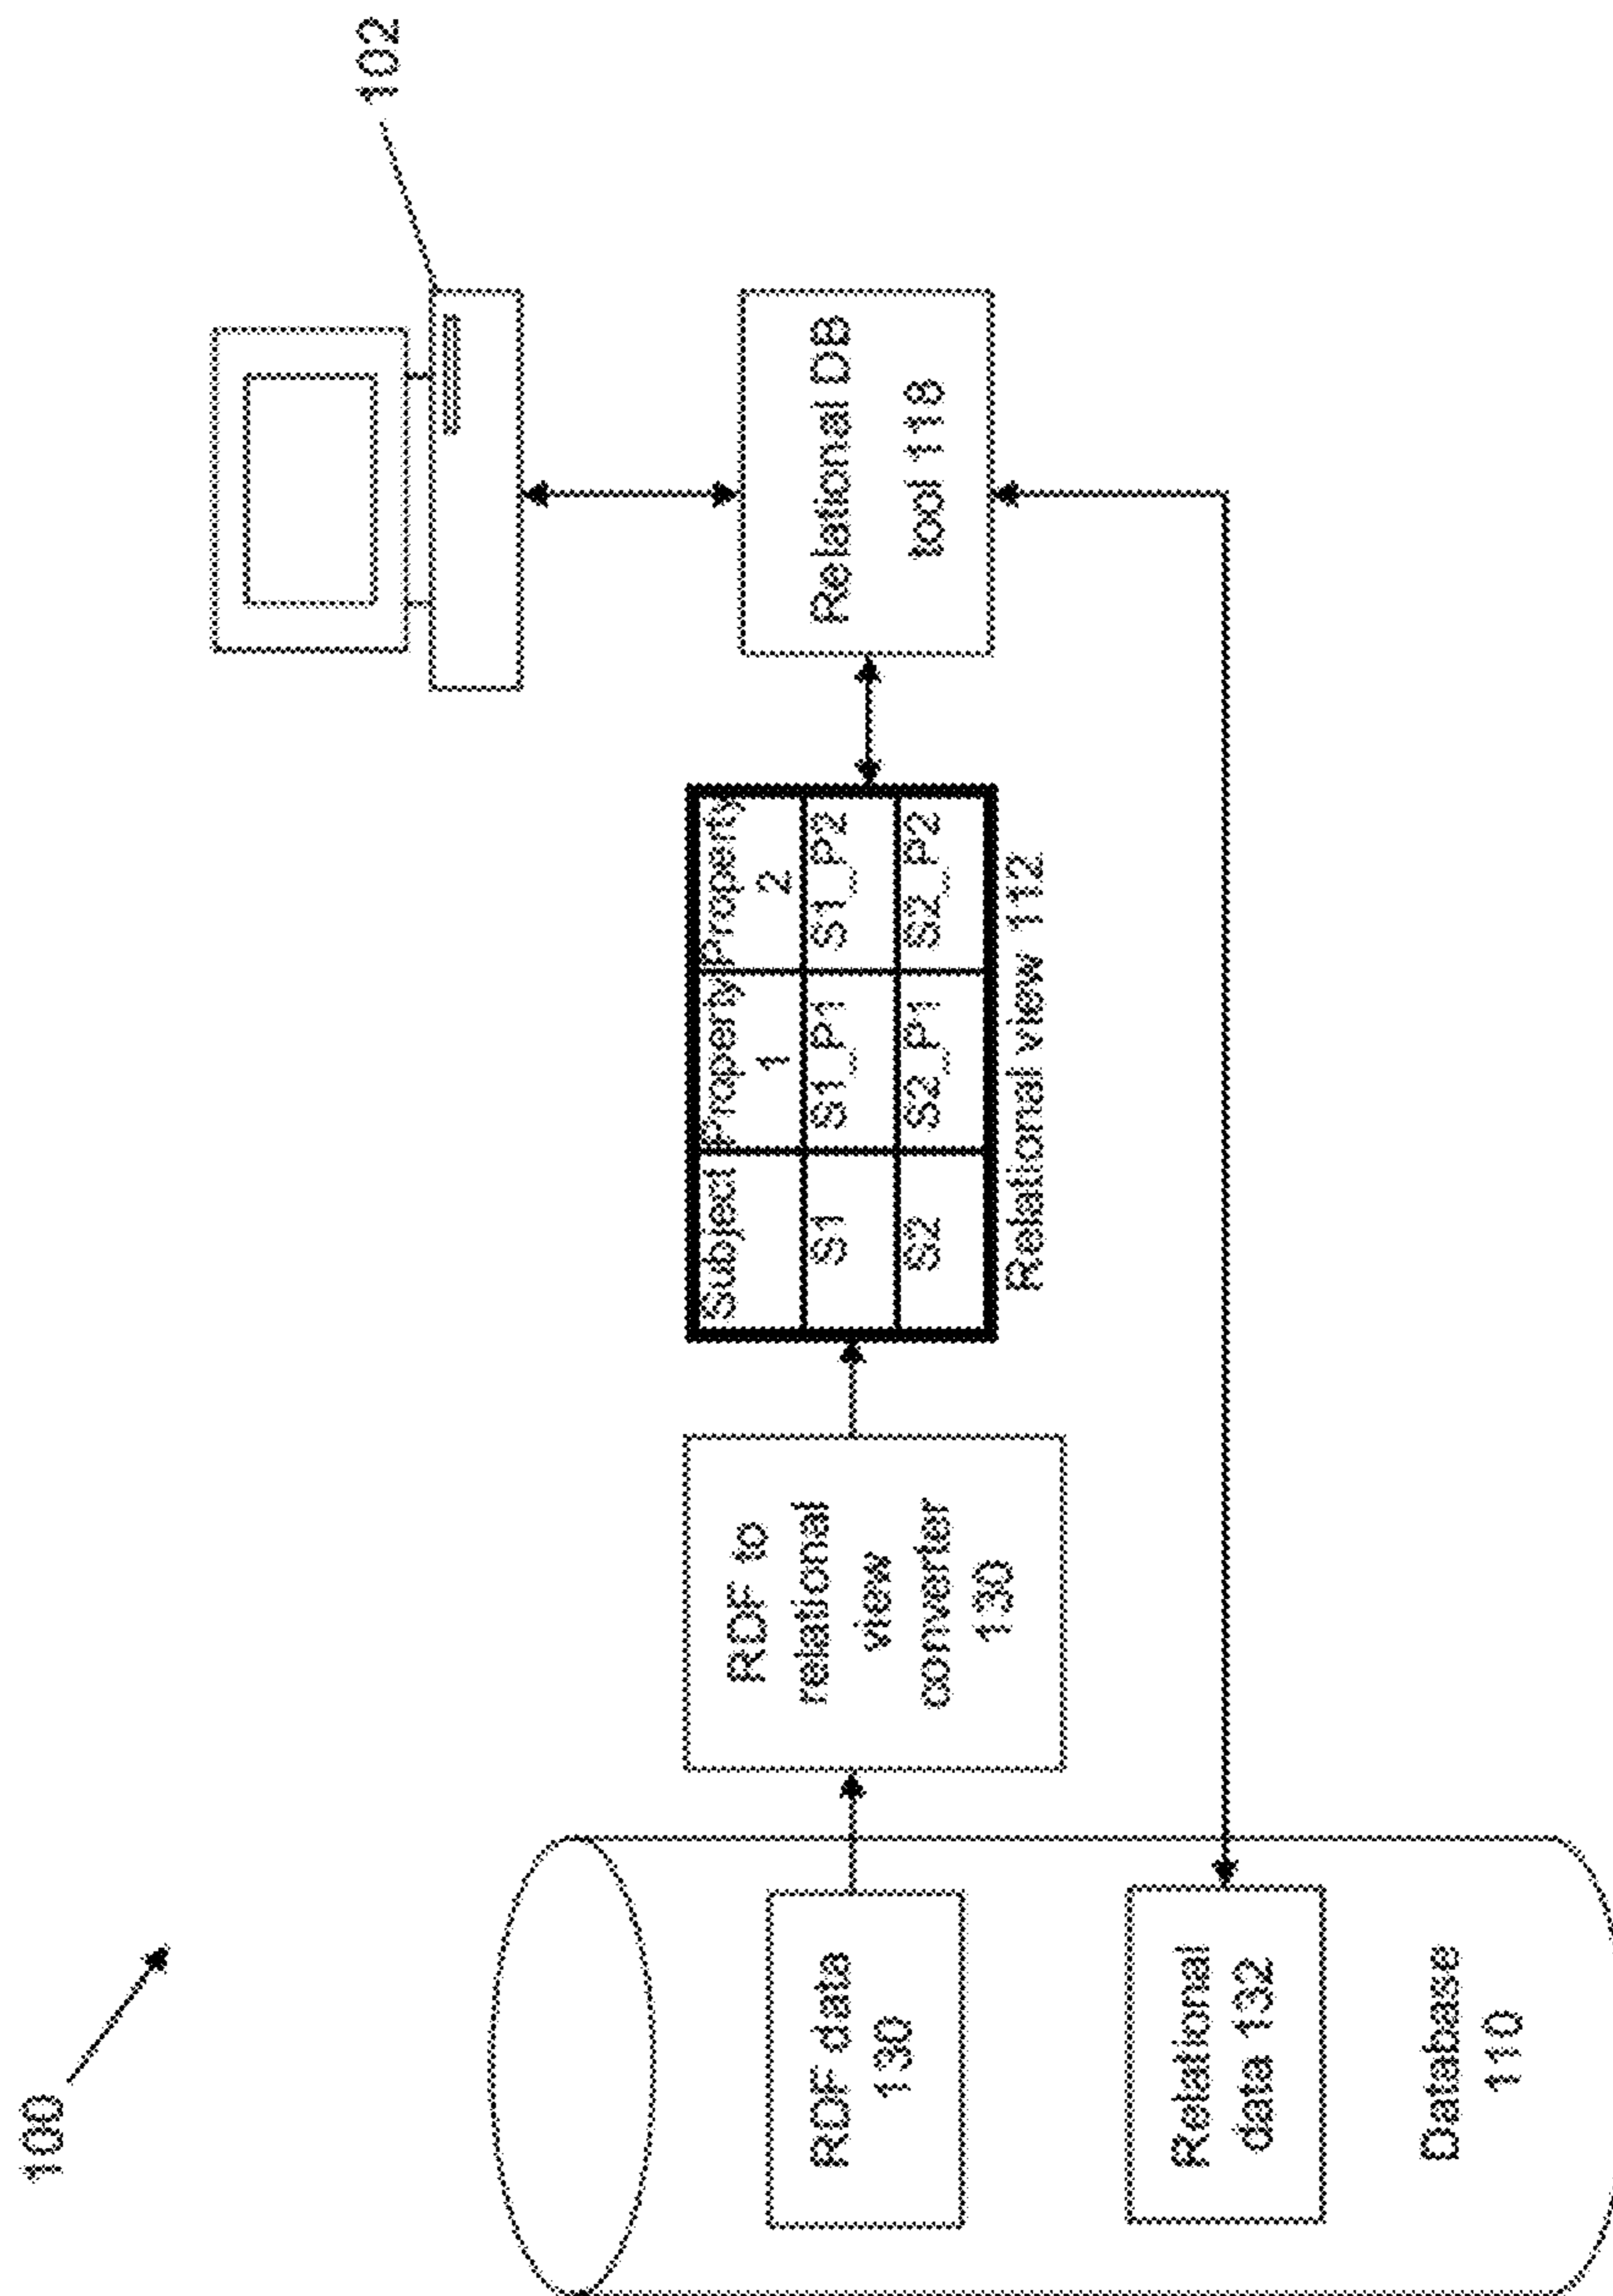 100
102
RDF data
130
Relational
data 132
Database
110
RDF to
relational
view
converter
130
Subject Property 1 Property 2
S1 S1_P1 S1_P2
S2 S2_P1 S2_P2
Relational view 112
Relational DB
tool 118